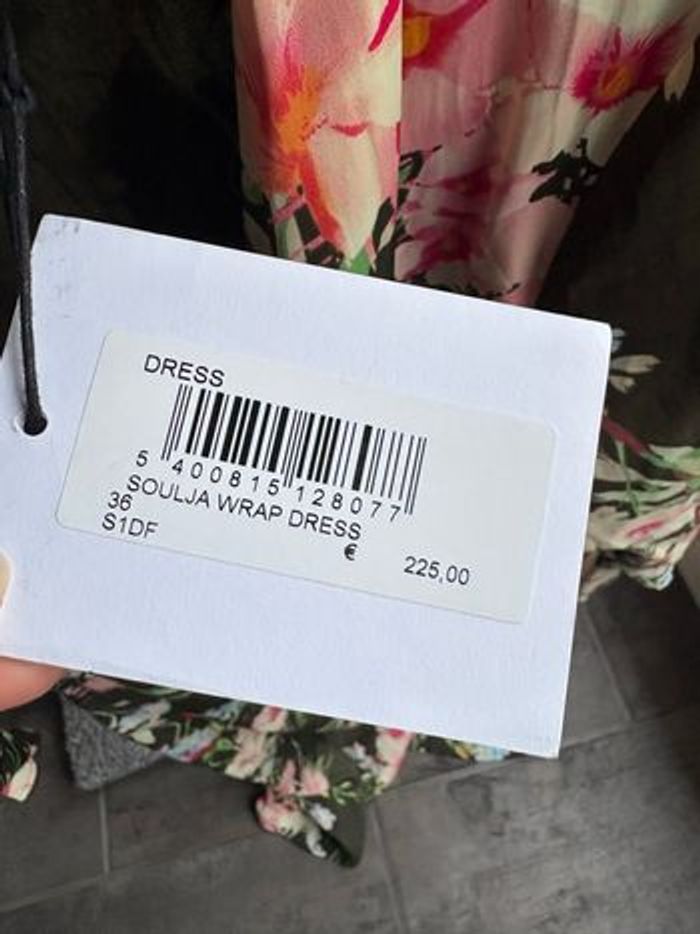 DRESS
5 400815 128077
SOULJA WRAP DRESS
36
S1DF
€ 225,00